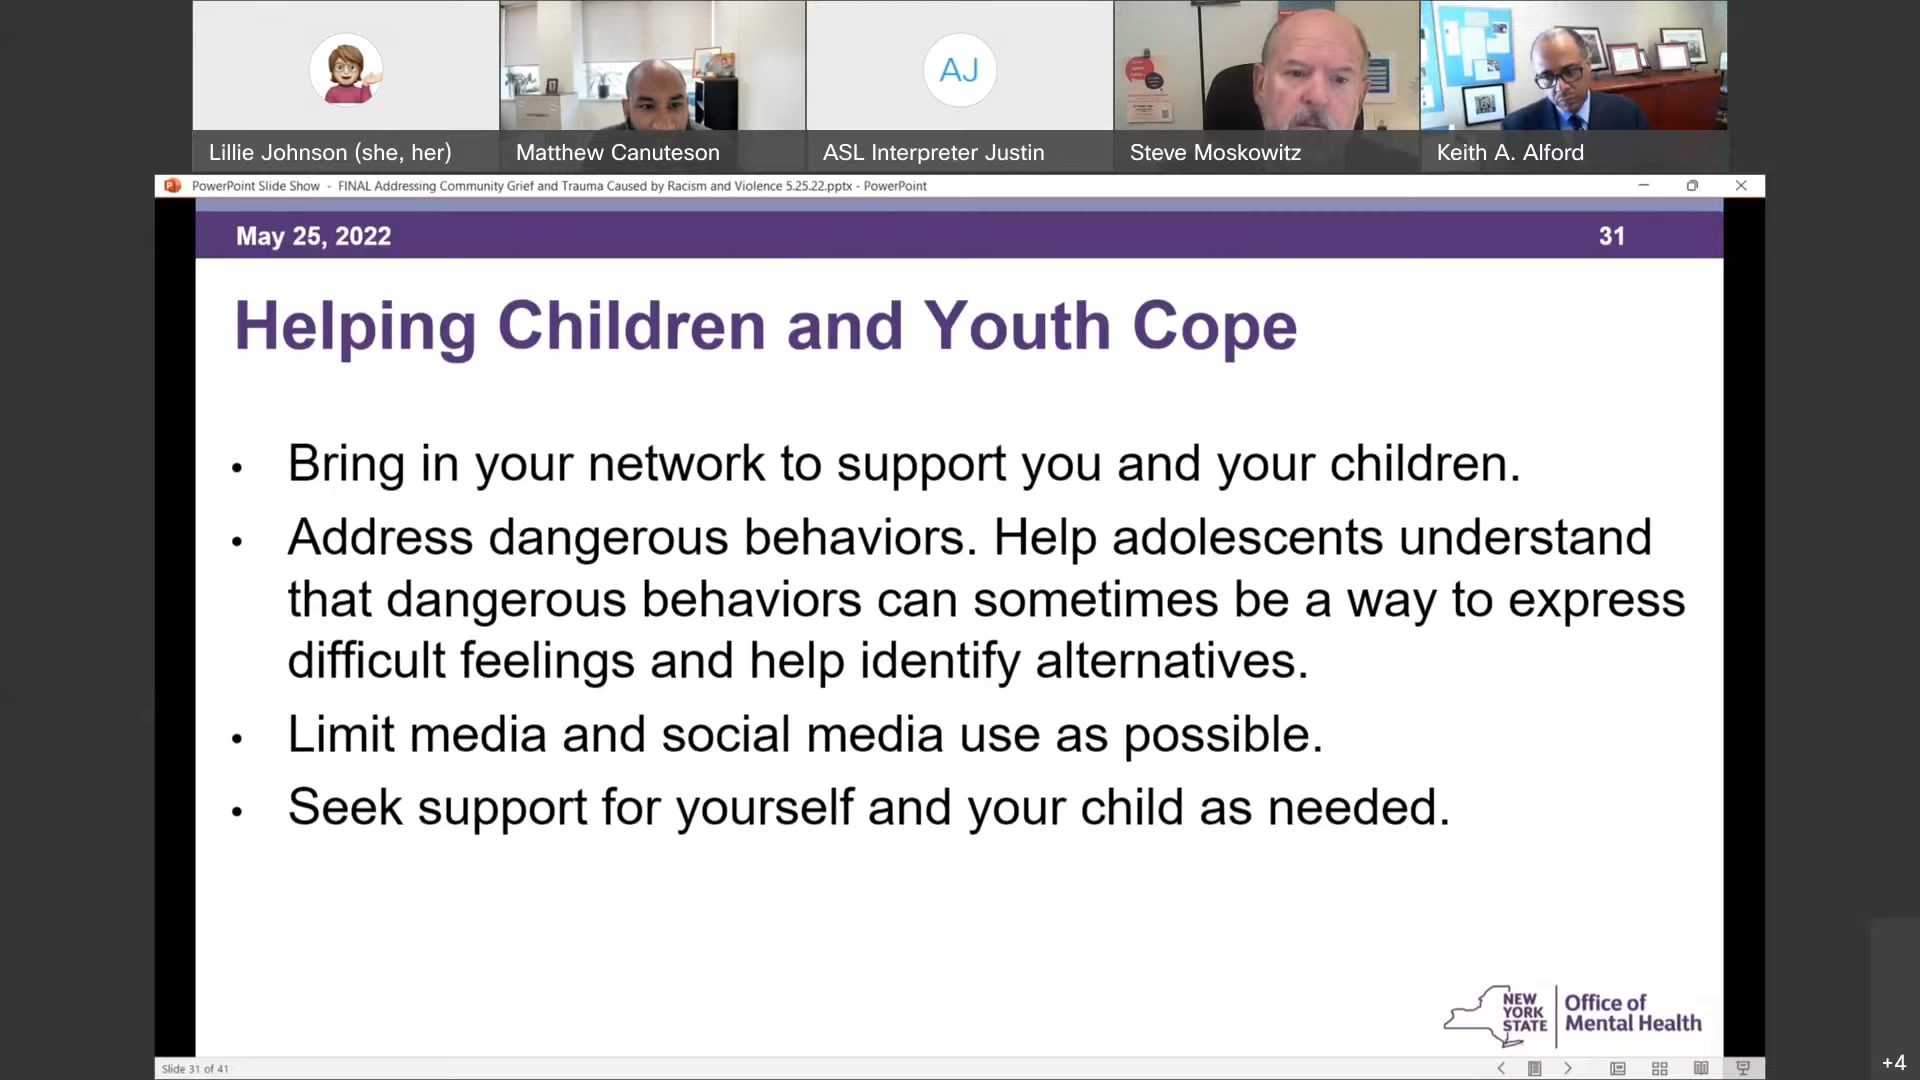 Lillie Johnson (she, her)
Matthew Canuteson
AJ
ASL Interpreter Justin
Steve Moskowitz
Keith A. Alford
PowerPoint Slide Show - FINAL Addressing Community Grief and Trauma Caused by Racism and Violence 5.25.22.pptx - PowerPoint
May 25, 2022
31
Helping Children and Youth Cope
• Bring in your network to support you and your children.
• Address dangerous behaviors. Help adolescents understand
that dangerous behaviors can sometimes be a way to express
difficult feelings and help identify alternatives.
• Limit media and social media use as possible.
• Seek support for yourself and your child as needed.
NEW
YORK
STATE
Office of
Mental Health
Slide 31 of 41
+4